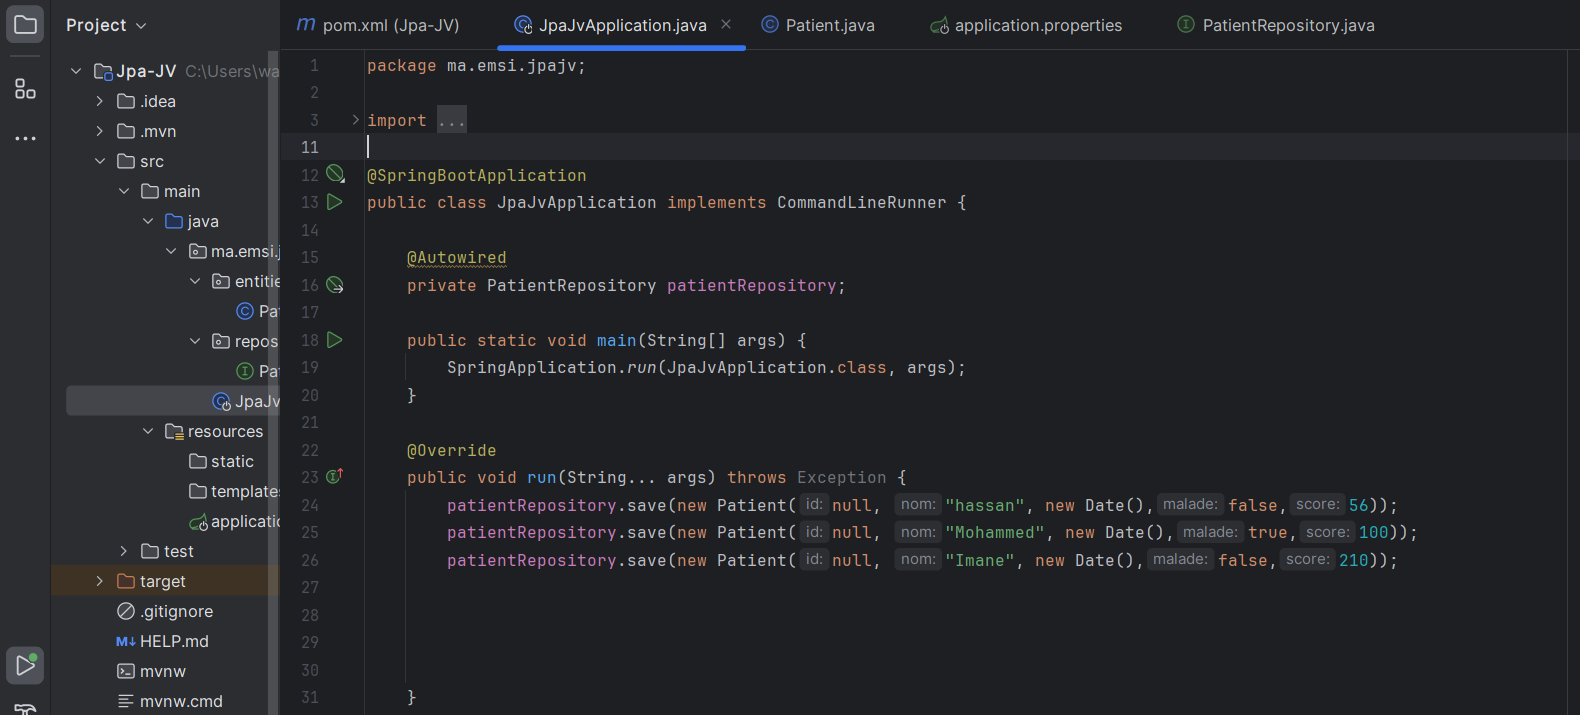 Project
pom.xml (Jpa-JV)
JpaJvApplication.java
Patient.java
application.properties
PatientRepository.java
Jpa-JV C:\Users\wa
.idea
.mvn
src
main
java
ma.emsi.j
entitie
Pa
repos
Pa
JpaJv
resources
static
template
applicatio
test
target
.gitignore
M↓ HELP.md
mvnw
mvnw.cmd
1 package ma.emsi.jpajv;
2
3 import ...
11
12 @SpringBootApplication
13 public class JpaJvApplication implements CommandLineRunner {
14
15 @Autowired
16 private PatientRepository patientRepository;
17
18 public static void main(String[] args) {
19 SpringApplication.run(JpaJvApplication.class, args);
20 }
21
22 @Override
23 public void run(String... args) throws Exception {
24 patientRepository.save(new Patient( id: null, nom: "hassan", new Date(), malade: false, score: 56));
25 patientRepository.save(new Patient( id: null, nom: "Mohammed", new Date(), malade: true, score: 100));
26 patientRepository.save(new Patient( id: null, nom: "Imane", new Date(), malade: false, score: 210));
27
28
29
30
31 }